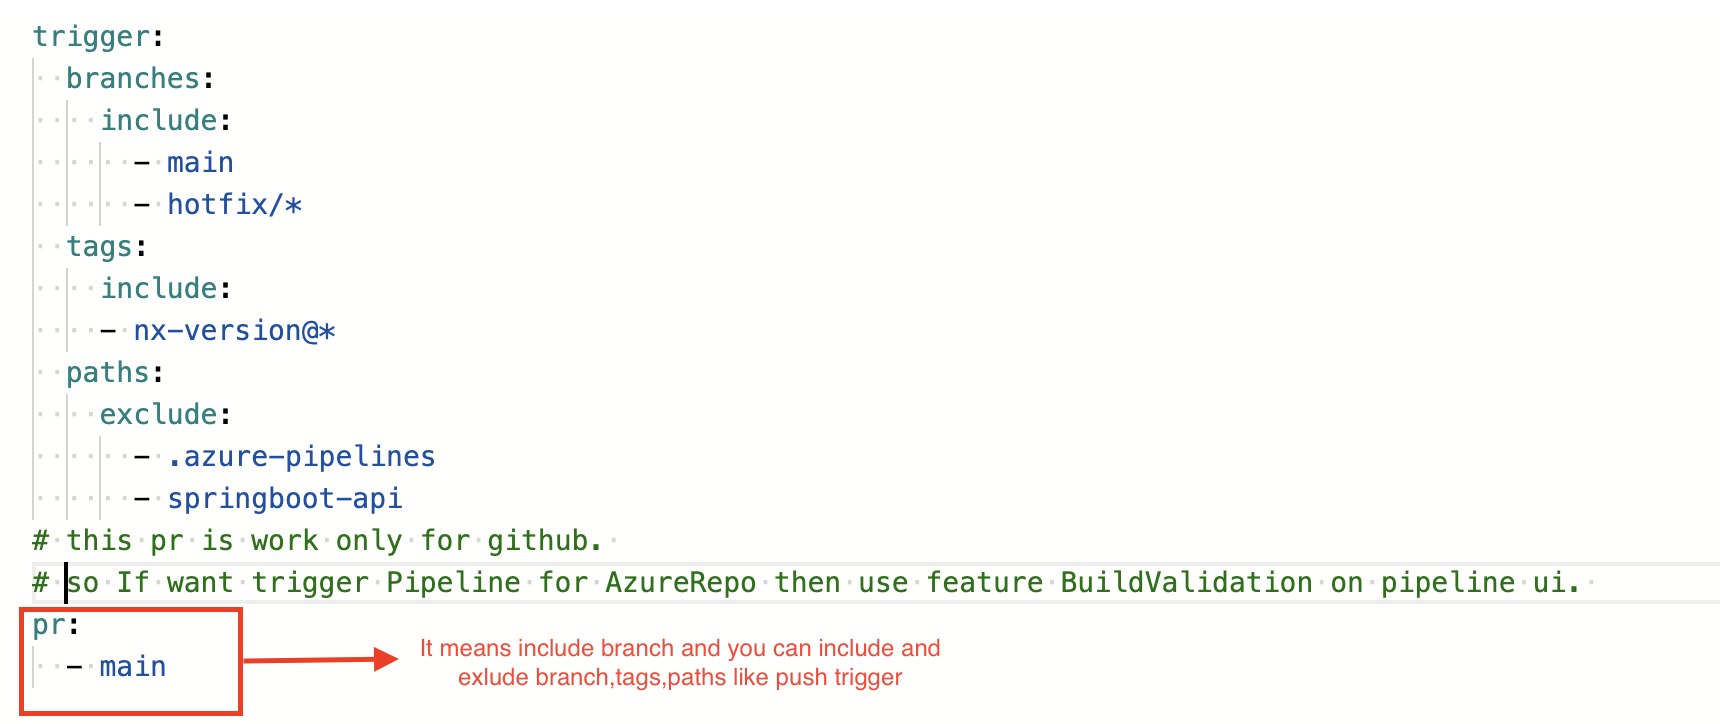 trigger:
branches:
include:
- main
- hotfix/*
tags:
include:
- nx-version@*
paths:
exclude:
- .azure-pipelines
- springboot-api
# this pr is work only for github.
# so If want trigger Pipeline for AzureRepo then use feature BuildValidation on pipeline ui.
pr:
- main
It means include branch and you can include and
exlude branch,tags,paths like push trigger